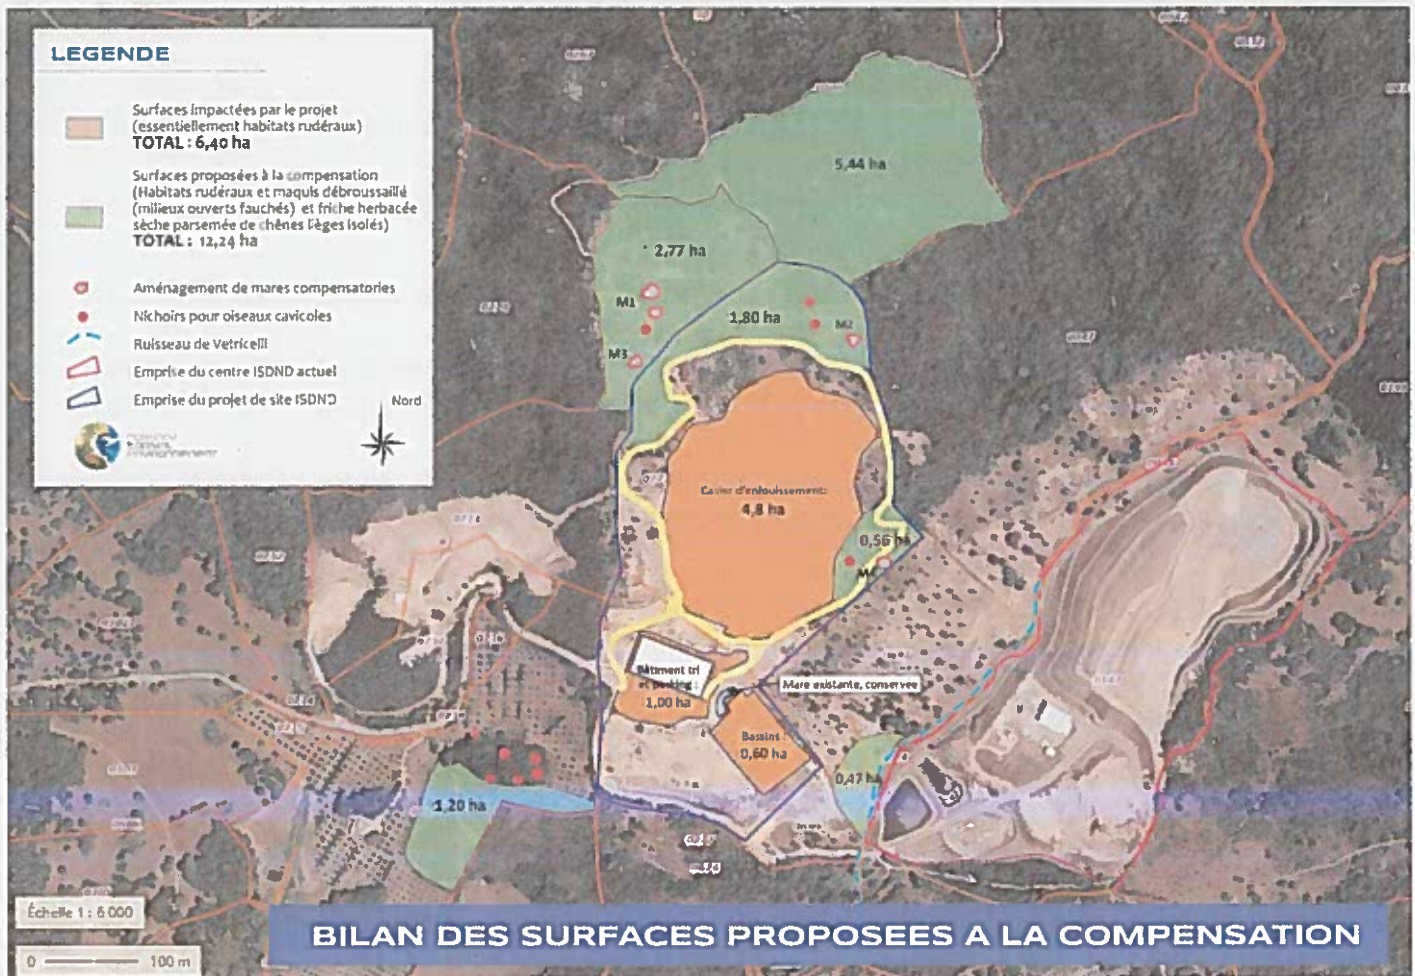 LEGENDE
Surfaces impactées par le projet
(essentiellement habitats rudéraux)
TOTAL : 6,40 ha
Surfaces proposées à la compensation
(Habitats rudéraux et maquis débroussaillé
(milieux ouverts fauchés) et friche herbacée
sèche parsemée de chênes lièges isolés)
TOTAL : 12,24 ha
Aménagement de mares compensatories
Nichoirs pour oiseaux cavicoles
Ruisseau de Vetricelli
Emprise du centre ISDND actuel
Emprise du projet de site ISDND
Nord
ENVIRONNEMENT
5,44 ha
2,77 ha
M1
1,80 ha
M2
M3
Casier d'enfouissement:
4,8 ha
0,56 ha
Bâtiment tri
et parking :
1,00 ha
Mare existante, conservée
Bassins :
0,60 ha
0,47 ha
1,20 ha
Échelle 1 : 6 000
0 100 m
BILAN DES SURFACES PROPOSEES A LA COMPENSATION